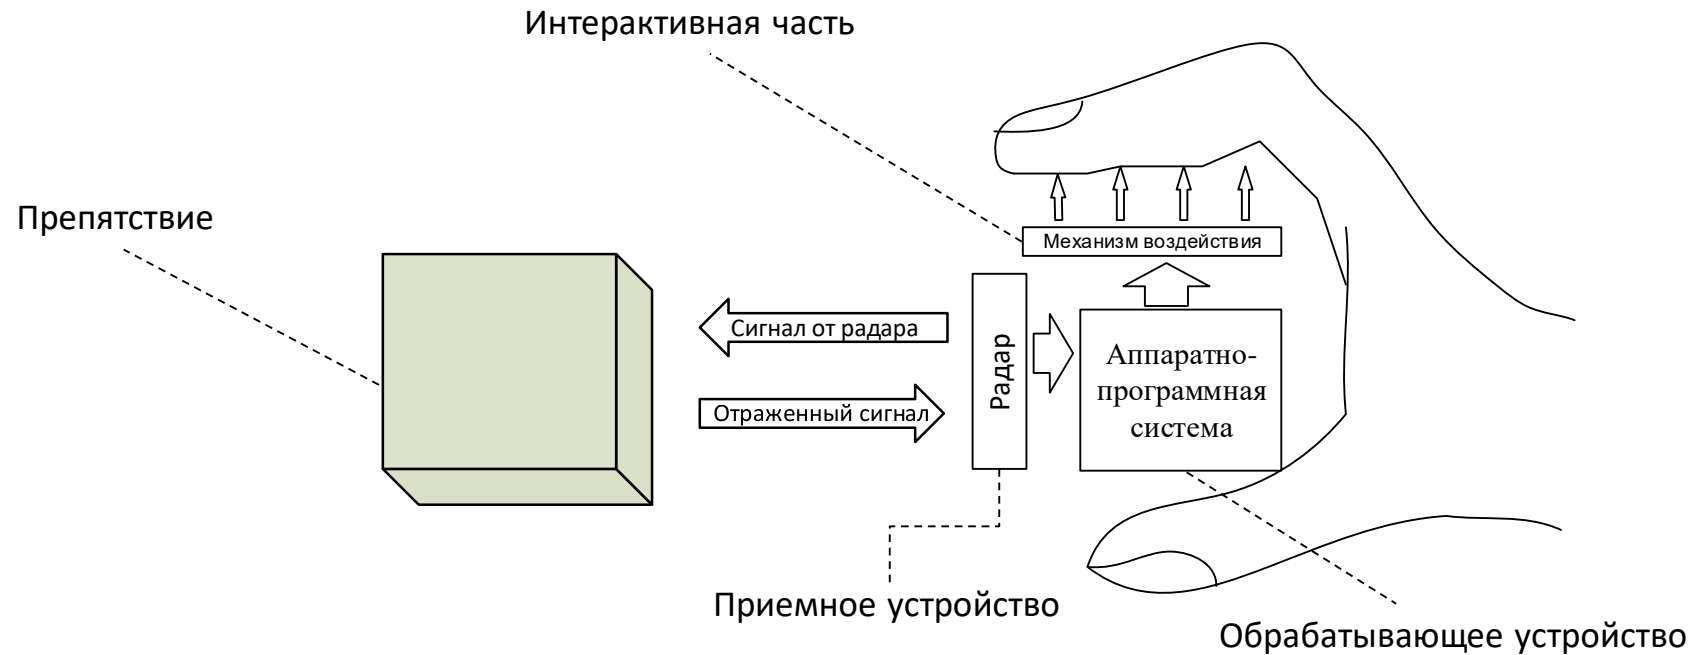 Интерактивная часть
Препятствие
Механизм воздействия
Сигнал от радара
Радар
Аппаратно-
программная
система
Отраженный сигнал
Приемное устройство
Обрабатывающее устройство